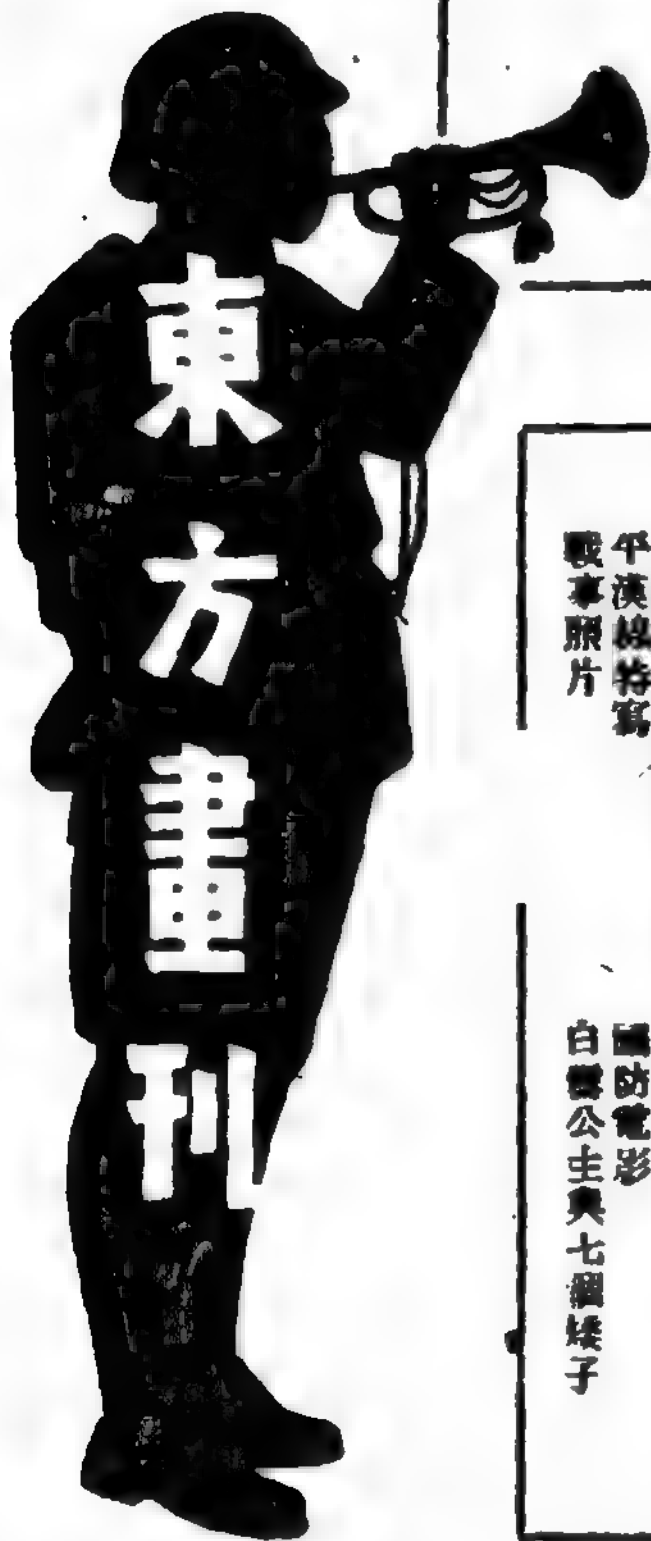 東方畫刊
平漢線特寫
戰事照片
國防電影
白雪公主與七個矮子